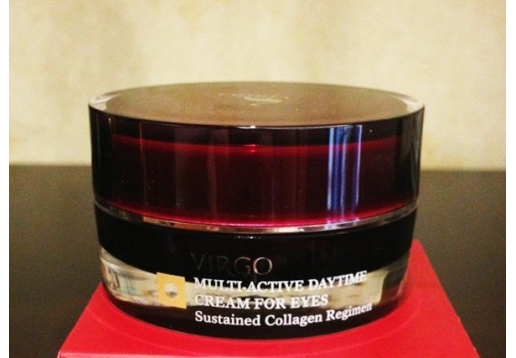 VIRGO
MULTI-ACTIVE DAYTIME
CREAM FOR EYES
Sustained Collagen Regimen